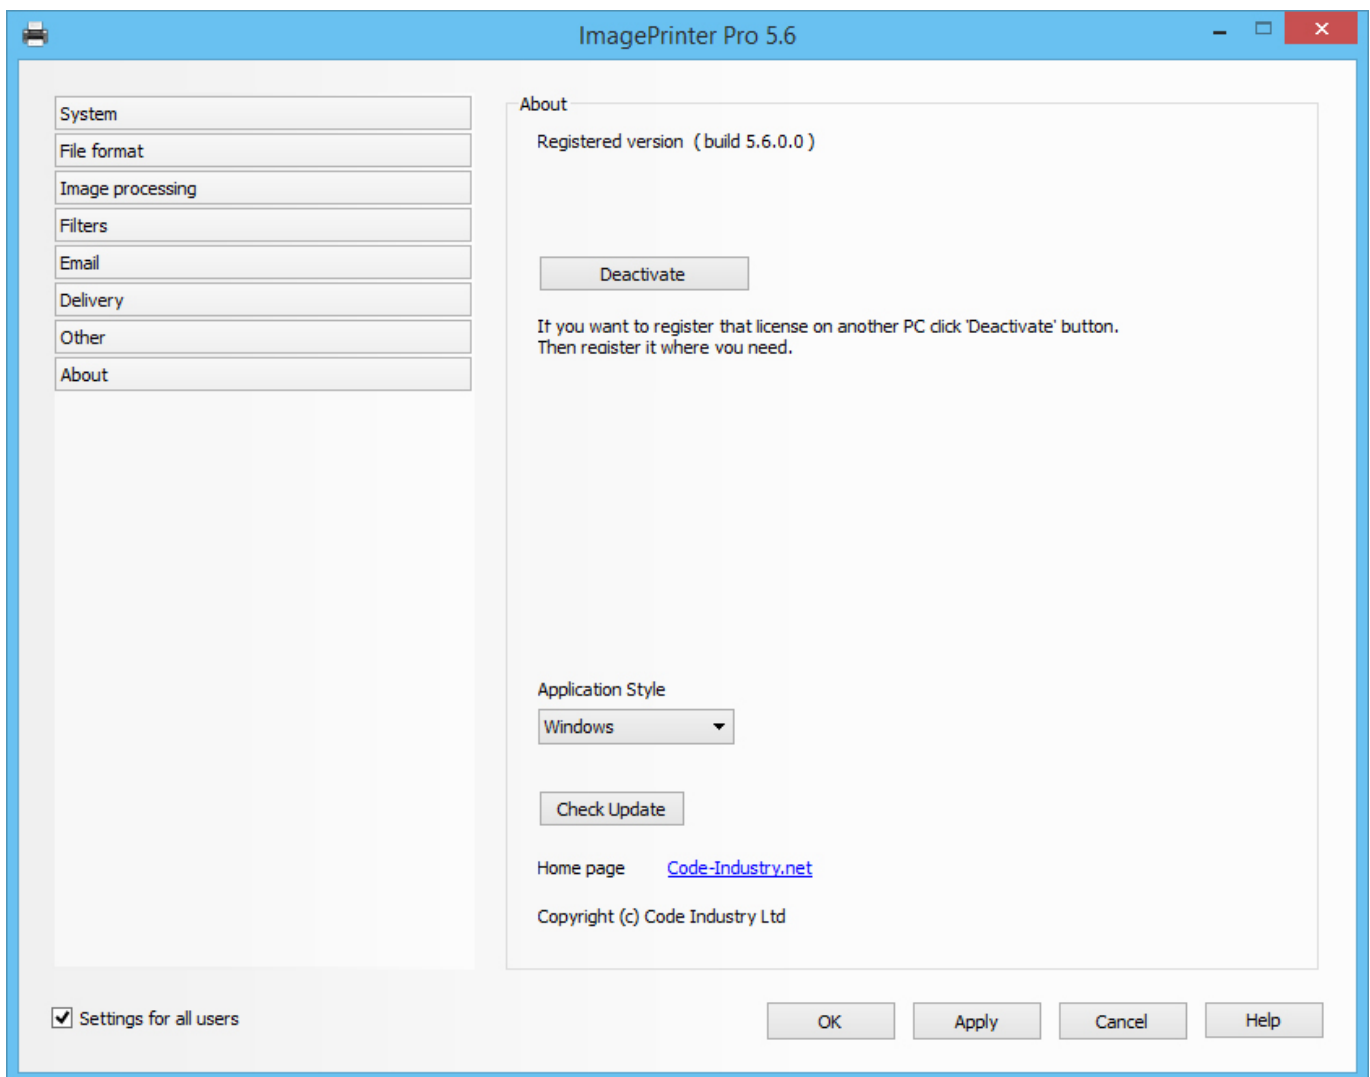 ImagePrinter Pro 5.6
System
File format
Image processing
Filters
Email
Delivery
Other
About
About
Registered version ( build 5.6.0.0 )
Deactivate
If you want to register that license on another PC click 'Deactivate' button.
Then register it where you need.
Application Style
Windows
Check Update
Home page Code-Industry.net
Copyright (c) Code Industry Ltd
Settings for all users
OK Apply Cancel Help